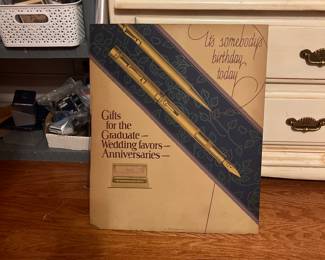 It's somebody's
birthday
today
Gifts
for the
Graduate —
Wedding favors —
Anniversaries —